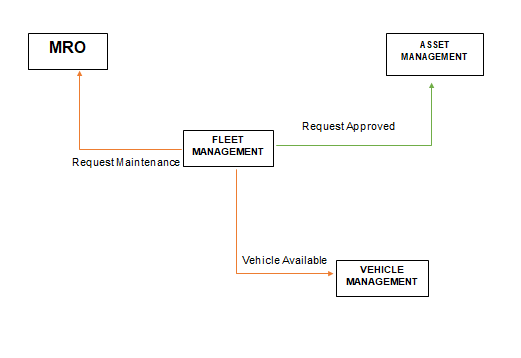 MRO
ASSET
MANAGEMENT
Request Approved
FLEET
MANAGEMENT
Request Maintenance
Vehicle Available
VEHICLE
MANAGEMENT